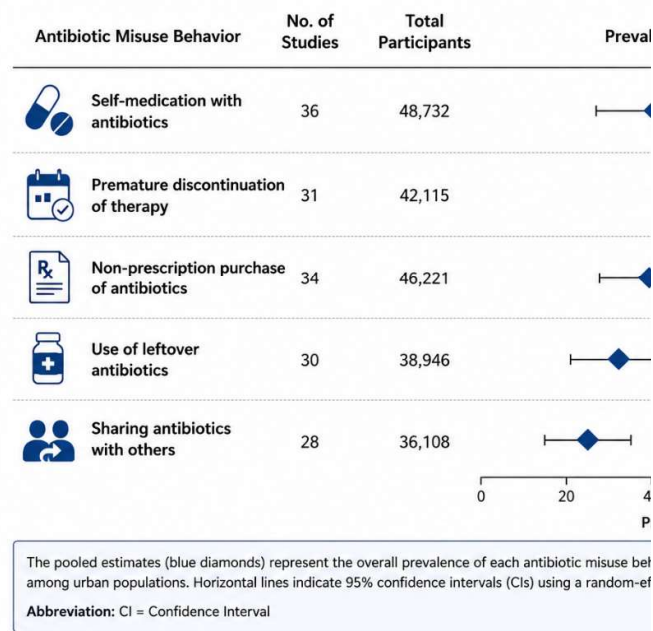 Antibiotic Misuse Behavior
No. of
Studies
Total
Participants
Self-medication with
antibiotics
36
48,732
Premature discontinuation
of therapy
31
42,115
Rx
Non-prescription purchase
of antibiotics
34
46,221
Use of leftover
antibiotics
30
38,946
Sharing antibiotics
with others
28
36,108
0
20
The pooled estimates (blue diamonds) represent the overall prevalence of each antibiotic misuse
among urban populations. Horizontal lines indicate 95% confidence intervals (CIs) using a
Abbreviation: CI = Confidence Interval